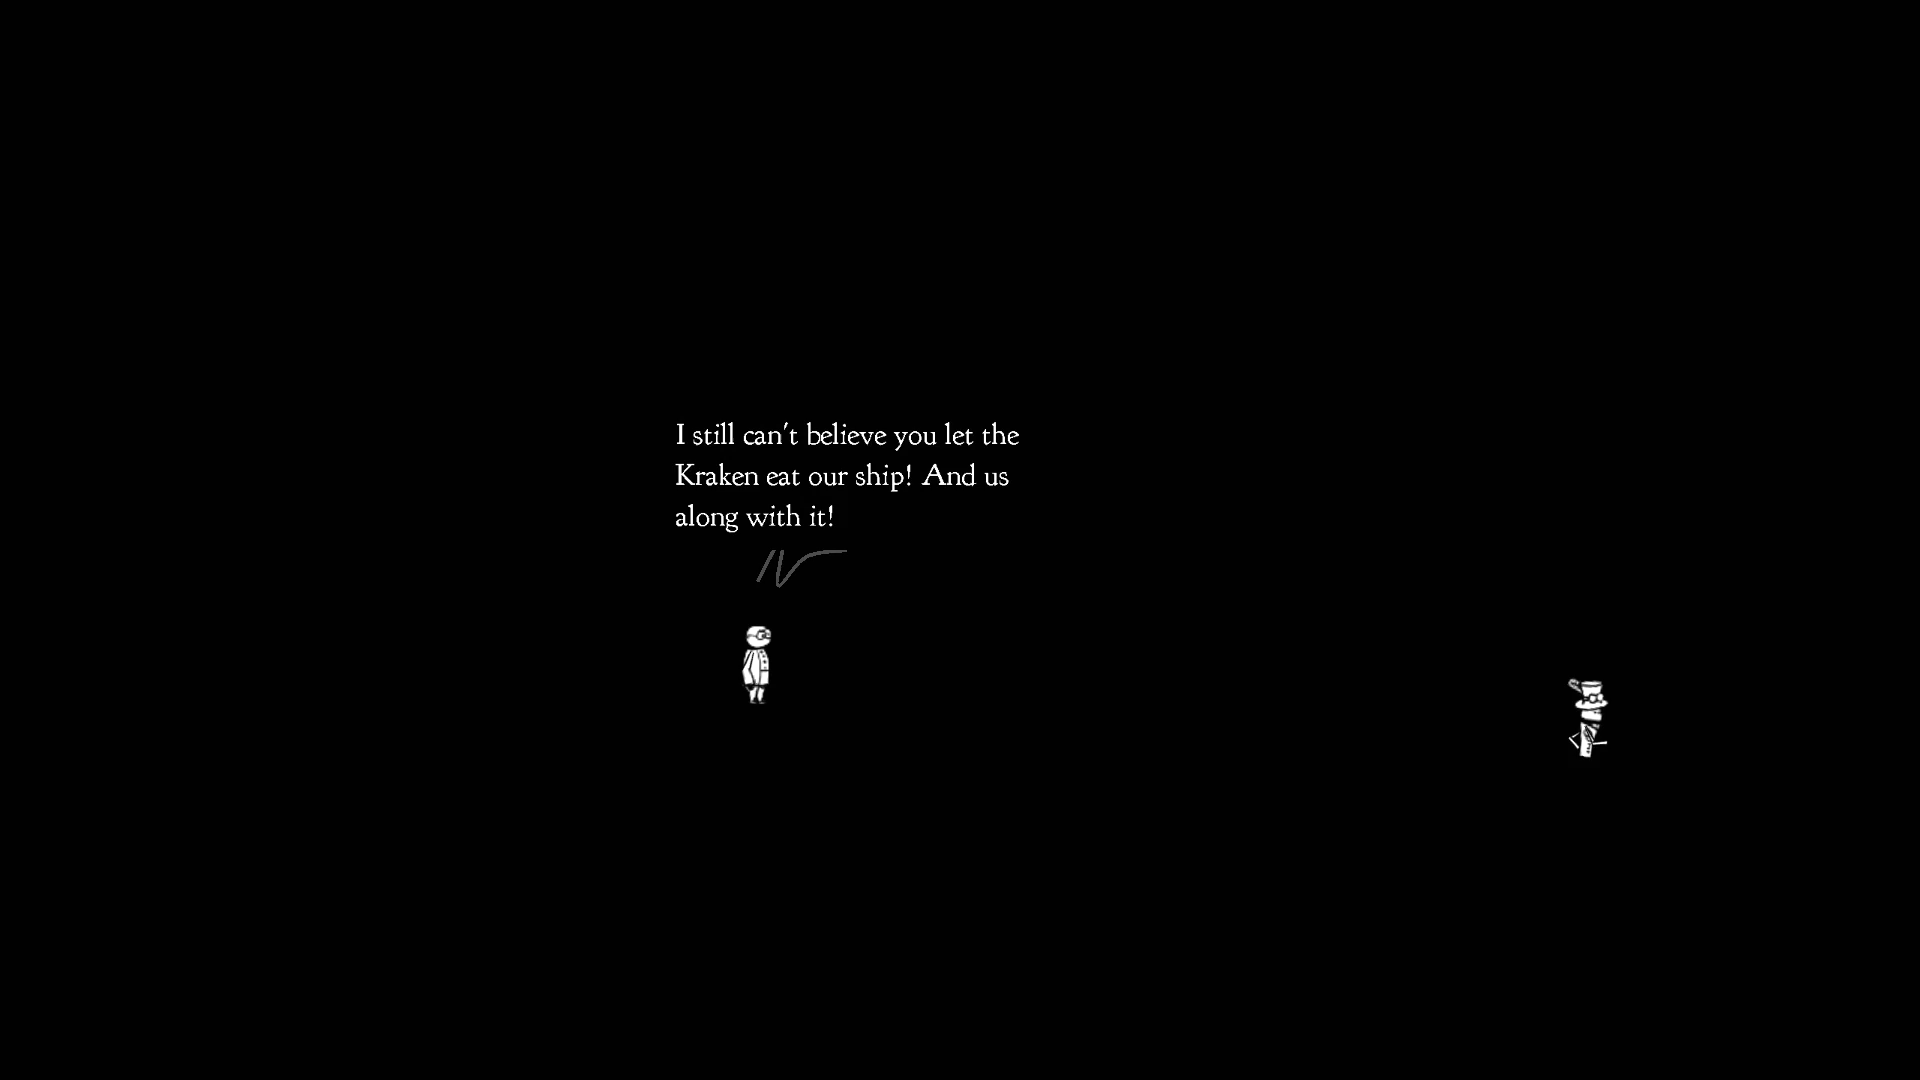 I still can't believe you let the
Kraken eat our ship! And us
along with it!